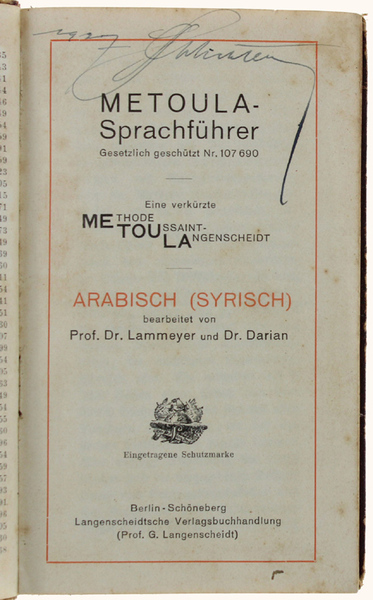 1927
METOULA-
Sprachführer
Gesetzlich geschützt Nr. 107 690
Eine verkürzte
METHODE
TOUSSAINT-
LANGENSCHEIDT
ARABISCH (SYRISCH)
bearbeitet von
Prof. Dr. Lammeyer und Dr. Darian
Eingetragene Schutzmarke
Berlin-Schöneberg
Langenscheidtsche Verlagsbuchhandlung
(Prof. G. Langenscheidt)